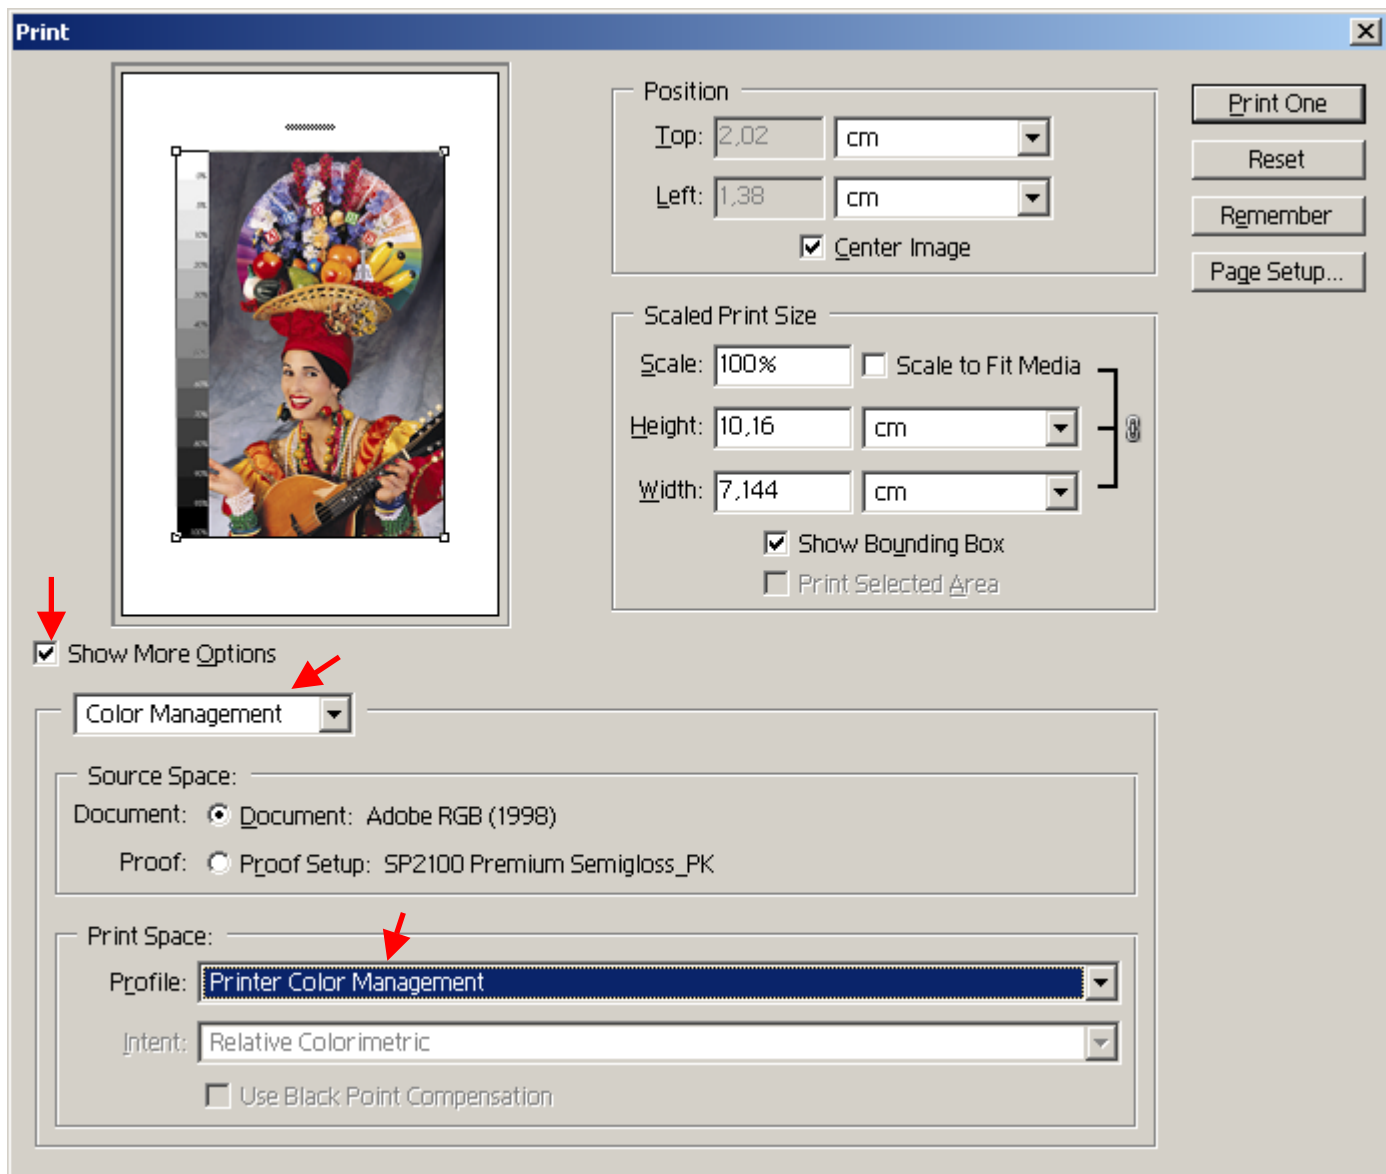 Print
Position
Top: 2,02 cm
Left: 1,38 cm
Center Image
Print One
Reset
Remember
Page Setup...
Scaled Print Size
Scale: 100% Scale to Fit Media
Height: 10,16 cm
Width: 7,144 cm
Show Bounding Box
Print Selected Area
Show More Options
Color Management
Source Space:
Document: Document: Adobe RGB (1998)
Proof: Proof Setup: SP2100 Premium Semigloss_PK
Print Space:
Profile: Printer Color Management
Intent: Relative Colorimetric
Use Black Point Compensation